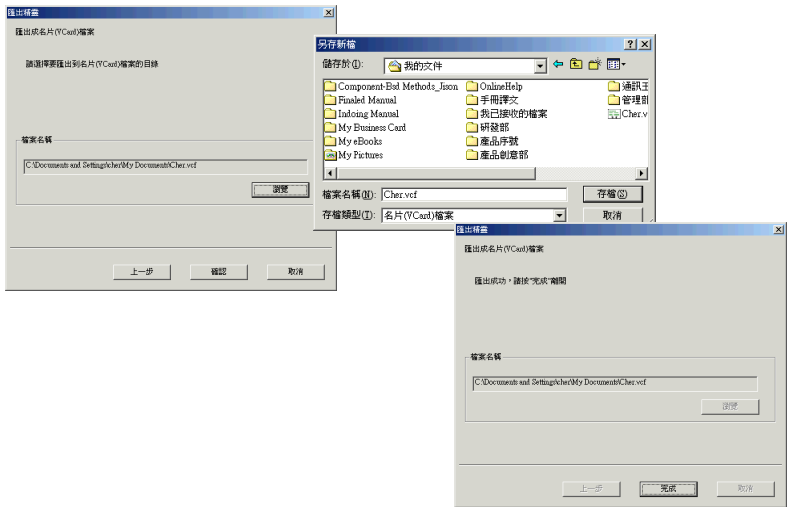 匯出精靈
匯出成名片(VCard)檔案
請選擇要匯出到名片(VCard)檔案的目錄
檔案名稱
C:\Documents and Settings\cher\My Documents\Cher.vcf
瀏覽
上一步 確認 取消
另存新檔
儲存於(I): 我的文件
Component-Bsd Methods_Jison OnlineHelp 通訊王
Finaled Manual 手冊譯文 管理部
Indoing Manual 我已接收的檔案 Cher.v
My Business Card 研發部
My eBooks 產品序號
My Pictures 產品創意部
檔案名稱(N): Cher.vcf 存檔(S)
存檔類型(T): 名片(VCard)檔案 取消
匯出精靈
匯出成名片(VCard)檔案
匯出成功，請按"完成"離開
檔案名稱
C:\Documents and Settings\cher\My Documents\Cher.vcf
瀏覽
上一步 完成 取消